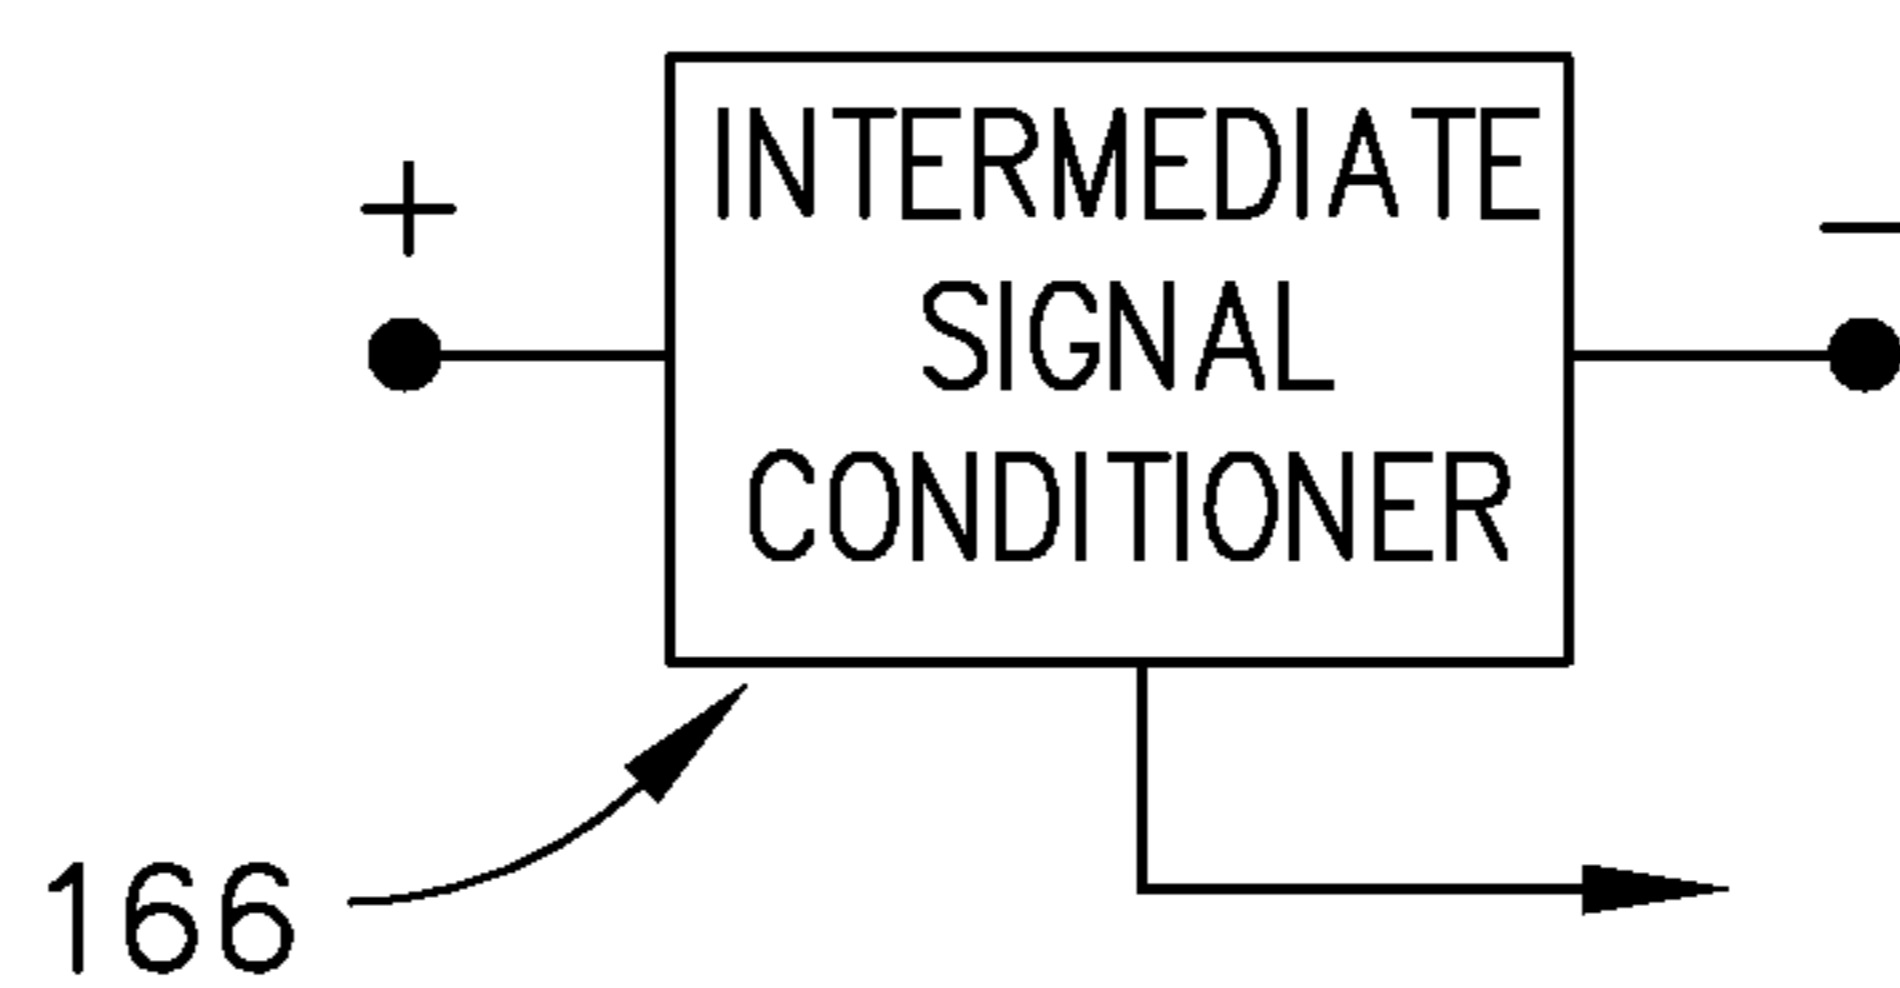 INTERMEDIATE
+
−
SIGNAL
CONDITIONER
166